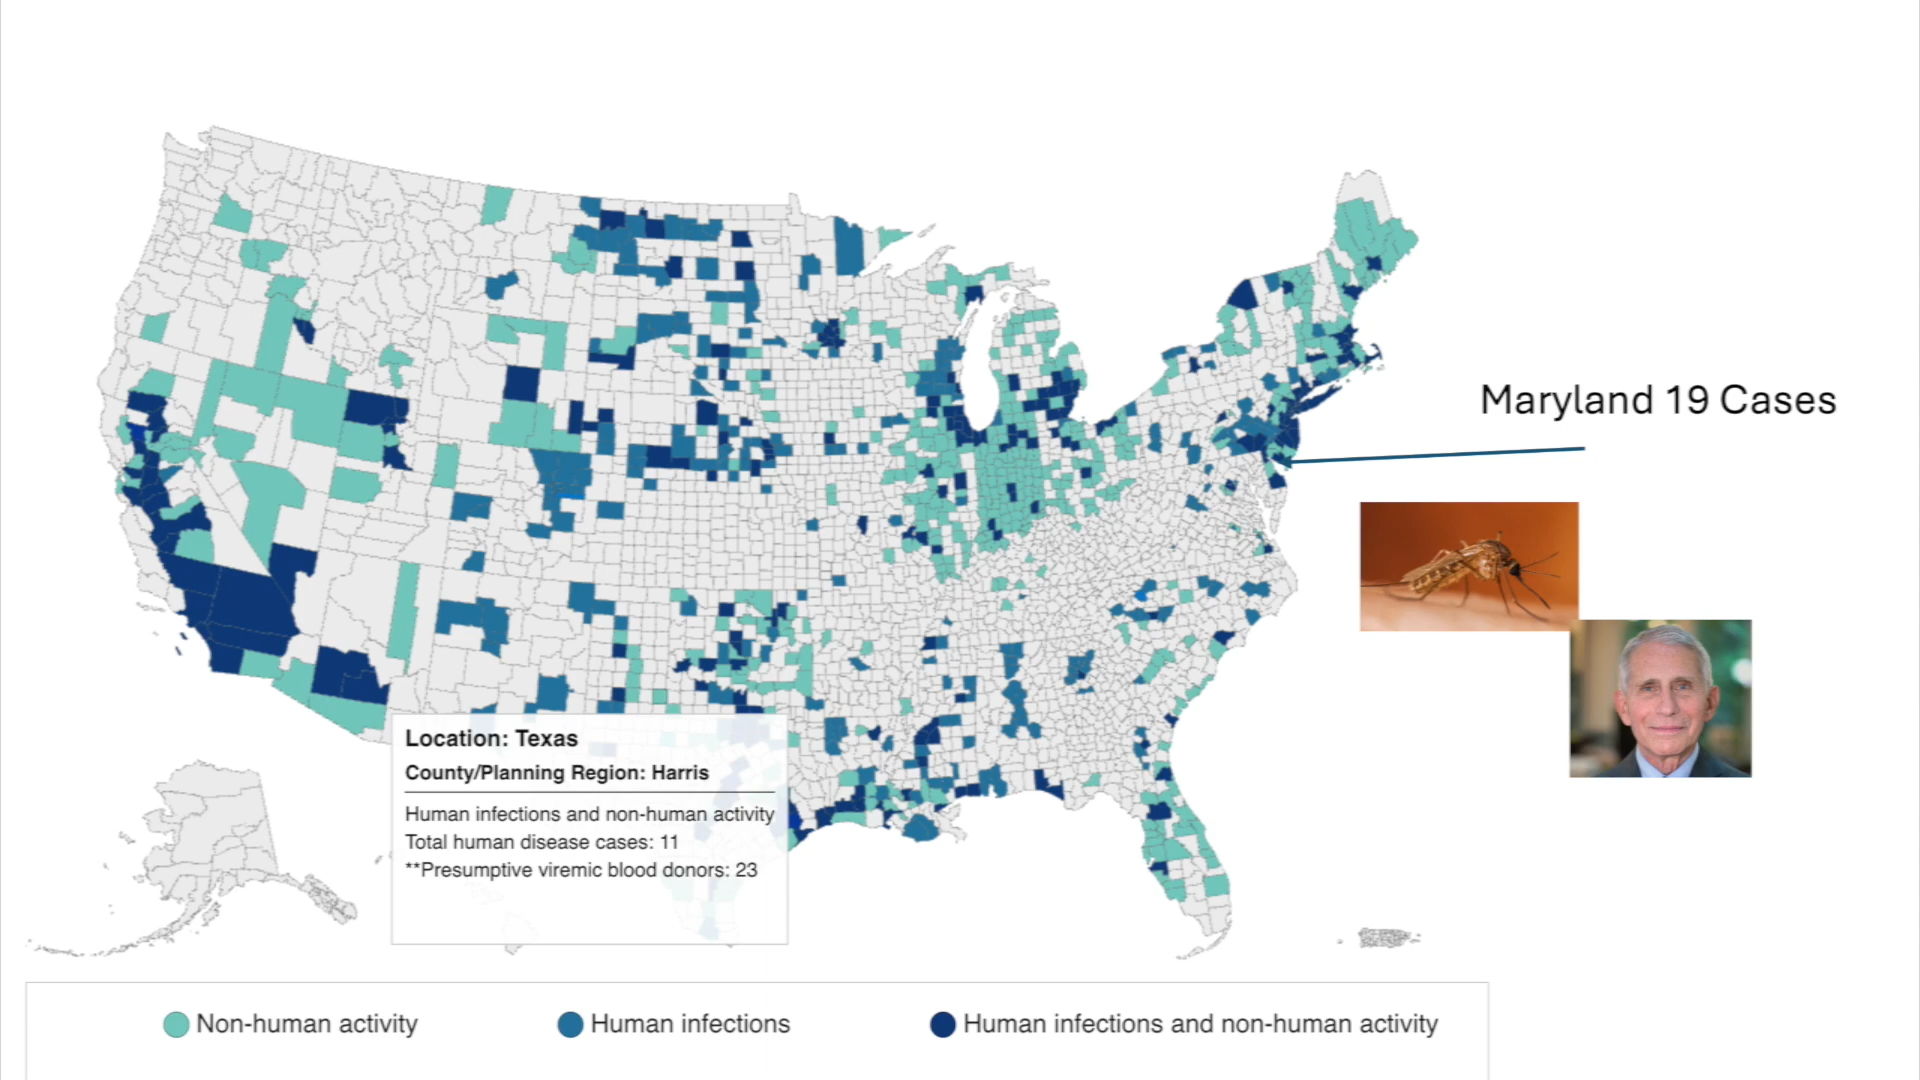 Maryland 19 Cases
Location: Texas
County/Planning Region: Harris
Human infections and non-human activity
Total human disease cases: 11
**Presumptive viremic blood donors: 23
Non-human activity
Human infections
Human infections and non-human activity